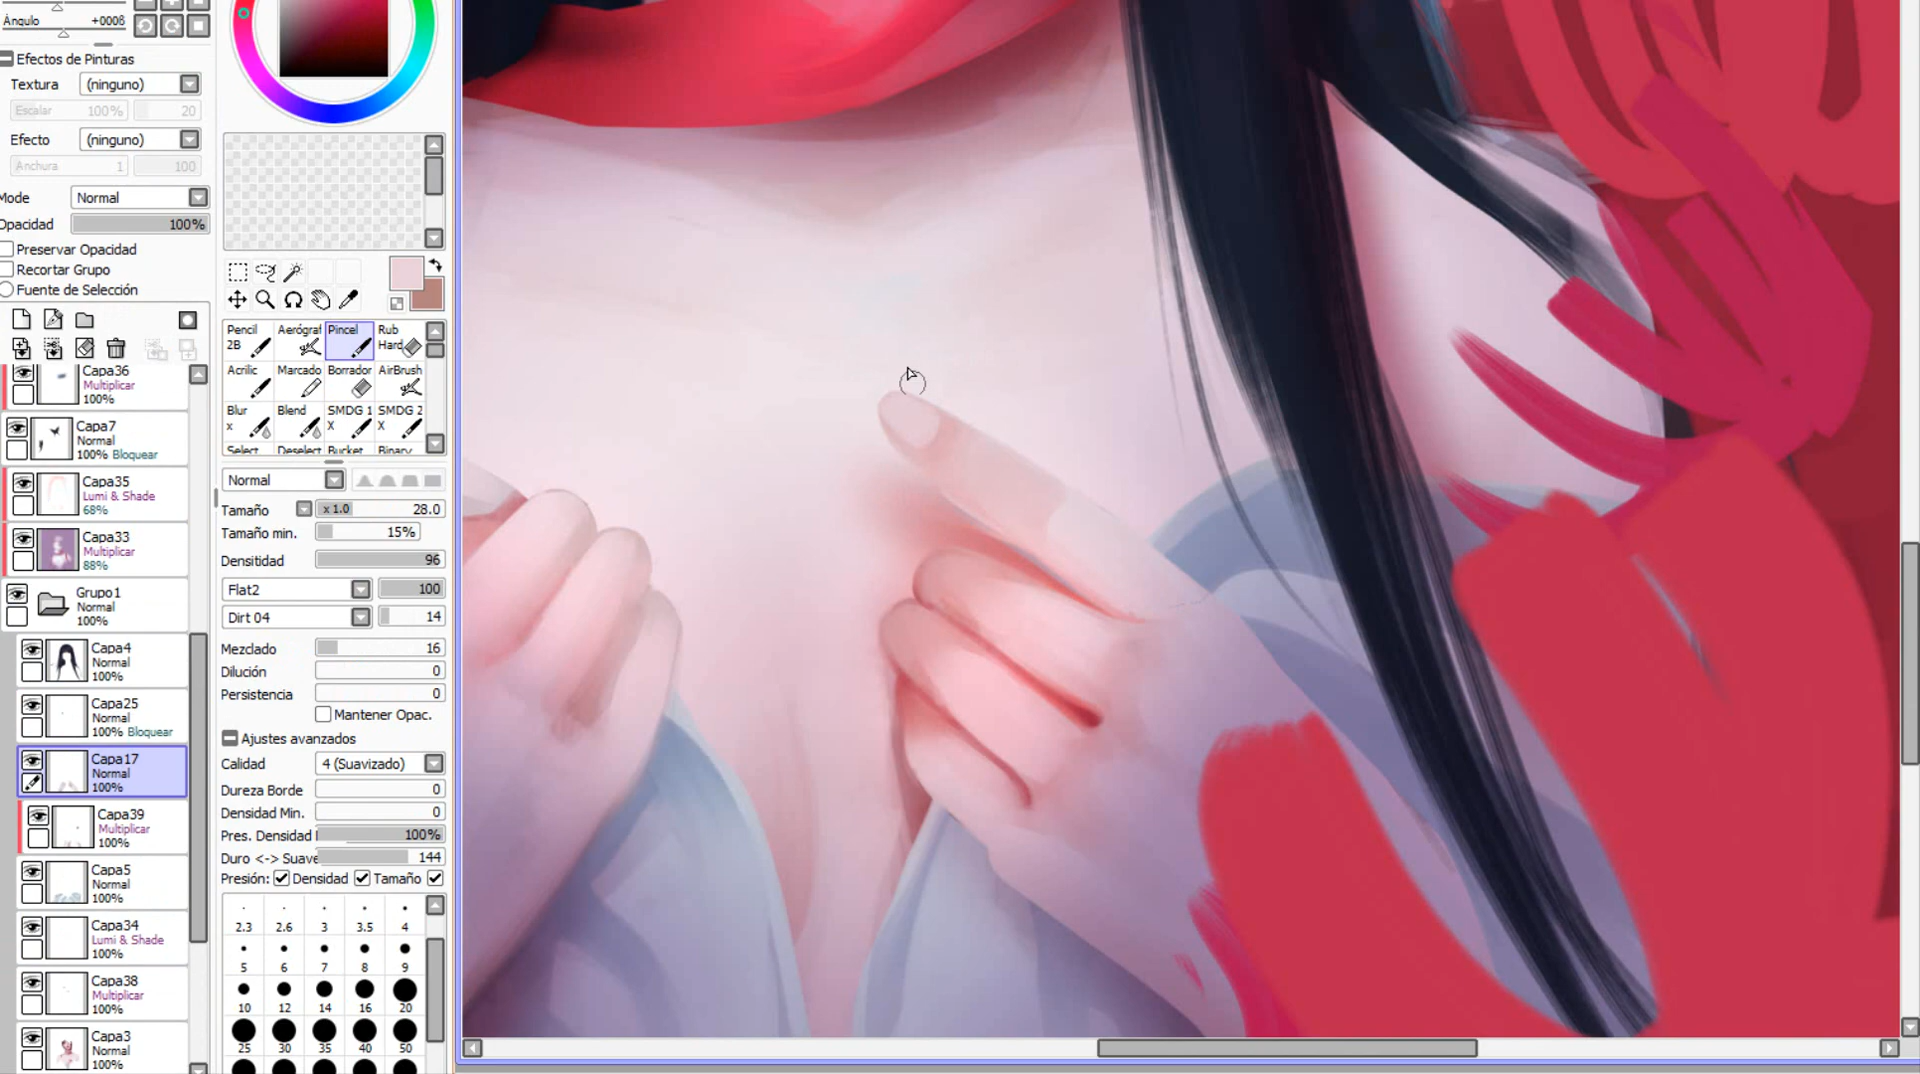 Ángulo +0008
Efectos de Pinturas
Textura (ninguno)
Escalar 100% 20
Efecto (ninguno)
Anchura 1 100
Mode Normal
Opacidad 100%
Preservar Opacidad
Recortar Grupo
Fuente de Selección
Capa36
Multiplicar
100%
Capa7
Normal
100% Bloquear
Capa35
Lumi & Shade
68%
Capa33
Multiplicar
88%
Grupo1
Normal
100%
Capa4
Normal
100%
Capa25
Normal
100% Bloquear
Capa17
Normal
100%
Capa39
Multiplicar
100%
Capa5
Normal
100%
Capa34
Lumi & Shade
100%
Capa38
Multiplicar
100%
Capa3
Normal
100%
Pencil 2B
Aerógraf
Pincel
Rub Hard
Acrilic
Marcado
Borrador
AirBrush
Blur x
Blend
SMDG 1 X
SMDG 2 X
Select Deselect Bucket Binary
Normal
Tamaño x 1.0 28.0
Tamaño min. 15%
Densitidad 96
Flat2 100
Dirt 04 14
Mezclado 16
Dilución 0
Persistencia 0
Mantener Opac.
Ajustes avanzados
Calidad 4 (Suavizado)
Dureza Borde 0
Densidad Min. 0
Pres. Densidad 100%
Duro <-> Suave 144
Presión: Densidad Tamaño
2.3 2.6 3 3.5 4
5 6 7 8 9
10 12 14 16 20
25 30 35 40 50